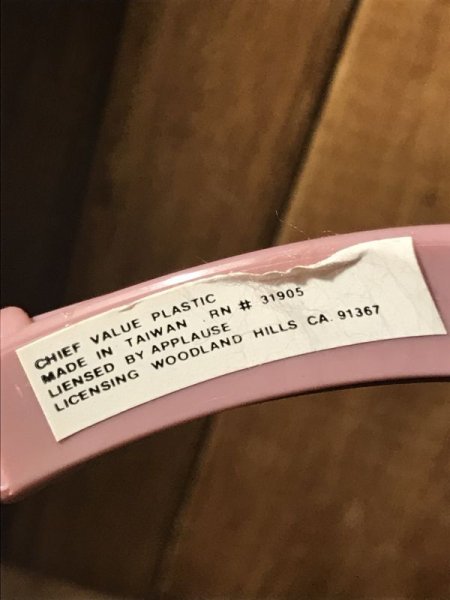 CHIEF VALUE PLASTIC
MADE IN TAIWAN .RN # 31905
LIENSED BY APPLAUSE
LICENSING WOODLAND HILLS CA. 91367